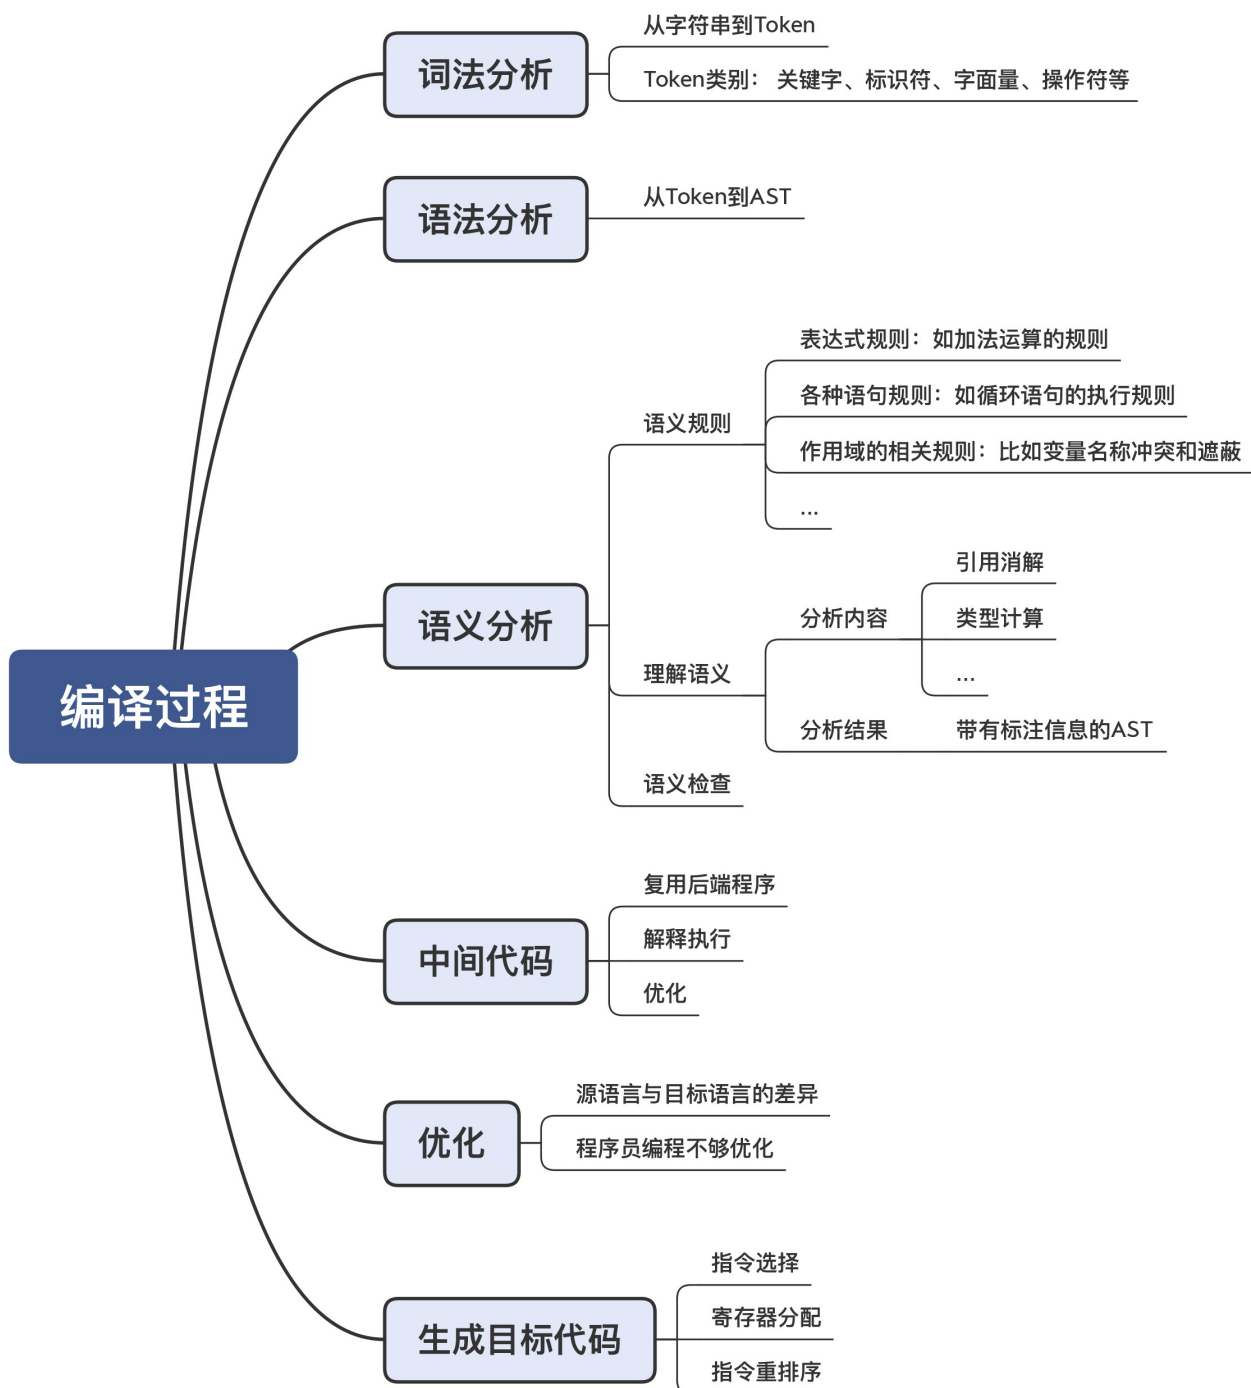 编译过程
词法分析
从字符串到Token
Token类别： 关键字、标识符、字面量、操作符等
语法分析
从Token到AST
语义分析
语义规则
表达式规则：如加法运算的规则
各种语句规则：如循环语句的执行规则
作用域的相关规则：比如变量名称冲突和遮蔽
...
理解语义
分析内容
引用消解
类型计算
...
分析结果
带有标注信息的AST
语义检查
中间代码
复用后端程序
解释执行
优化
优化
源语言与目标语言的差异
程序员编程不够优化
生成目标代码
指令选择
寄存器分配
指令重排序